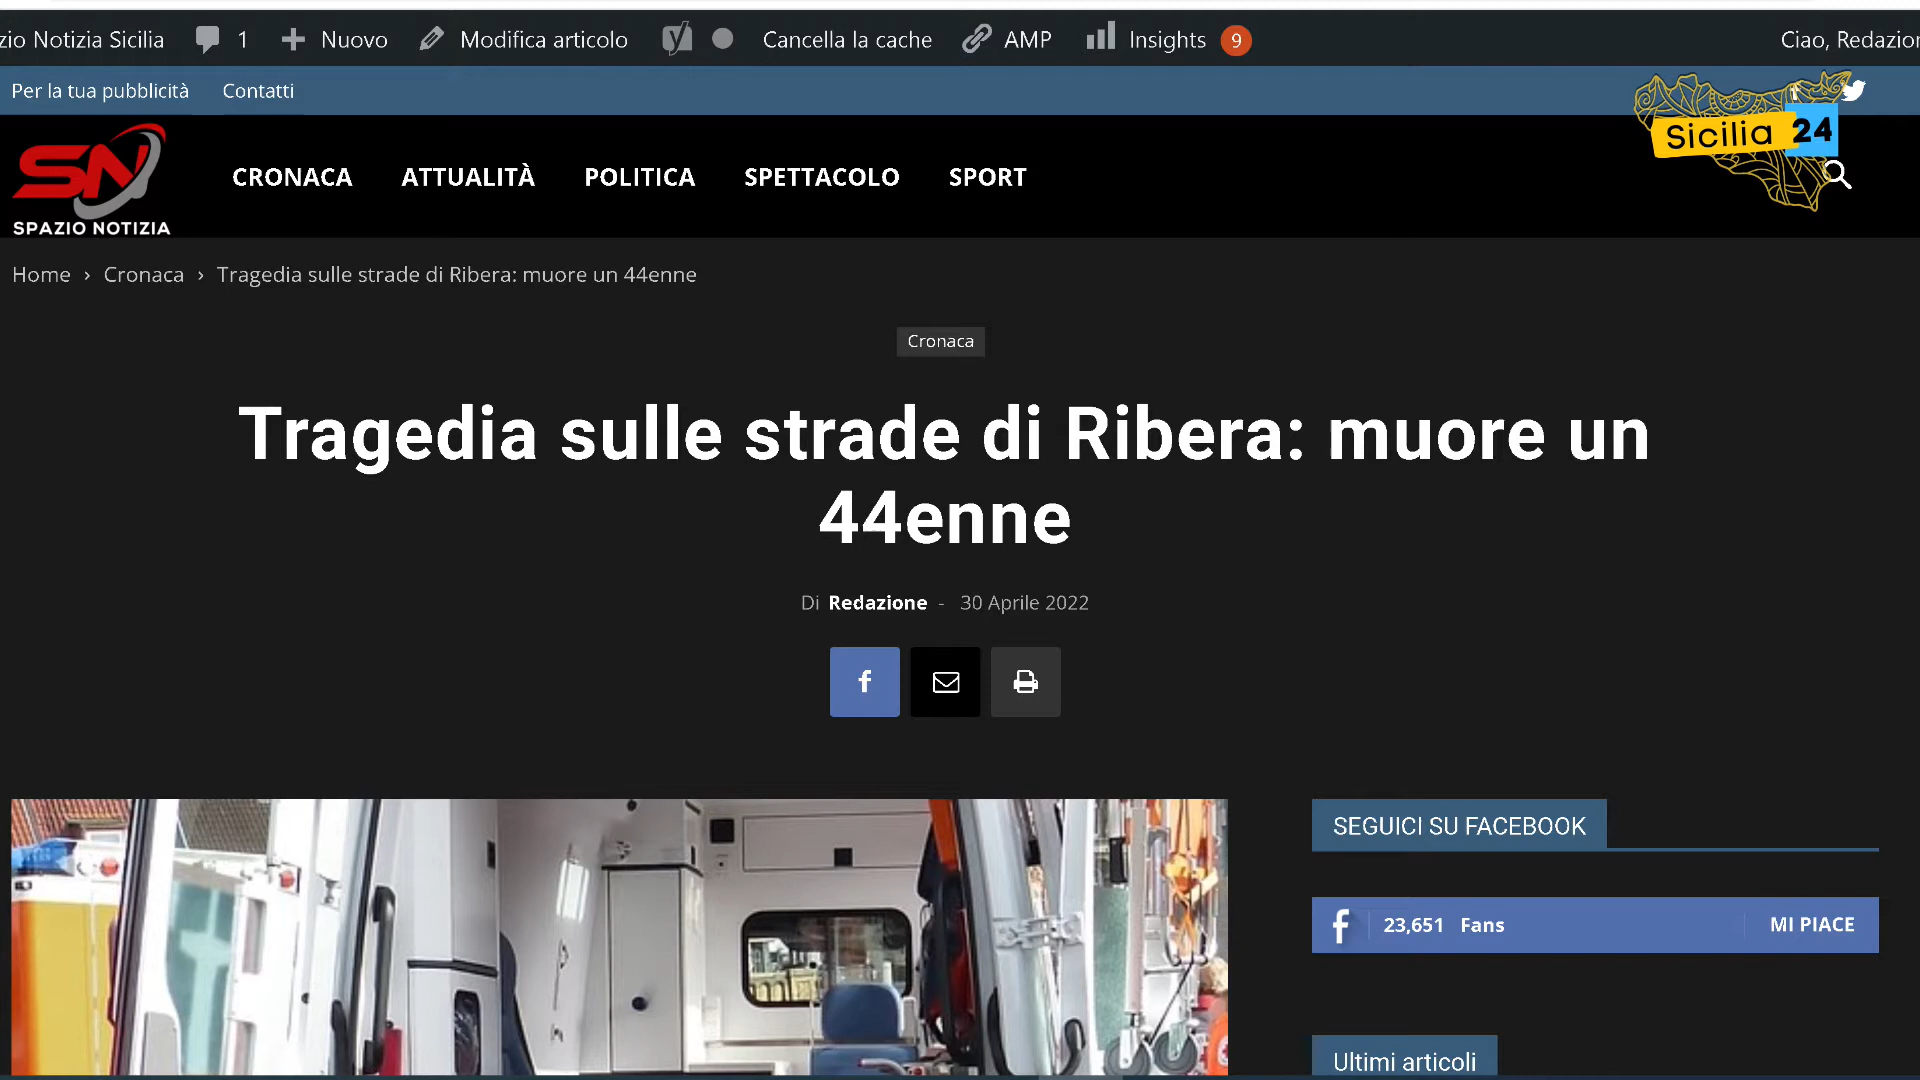 zio Notizia Sicilia 1 Nuovo Modifica articolo Cancella la cache AMP Insights 9 Ciao, Redazion
Per la tua pubblicità Contatti
Sicilia 24
SN
SPAZIO NOTIZIA
CRONACA ATTUALITÀ POLITICA SPETTACOLO SPORT
Home › Cronaca › Tragedia sulle strade di Ribera: muore un 44enne
Cronaca
Tragedia sulle strade di Ribera: muore un
44enne
Di Redazione - 30 Aprile 2022
SEGUICI SU FACEBOOK
23,651 Fans MI PIACE
Ultimi articoli